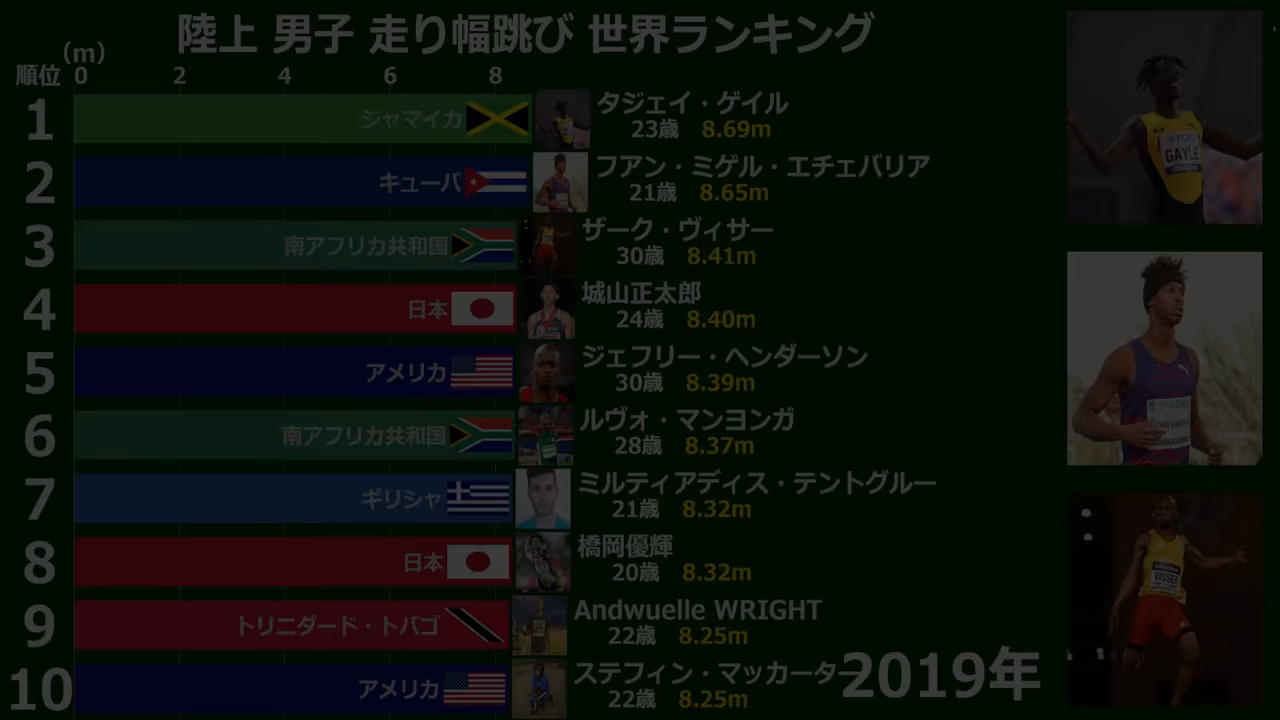 陸上 男子 走り幅跳び 世界ランキング
(m)
順位 0 2 4 6 8
1 ジャマイカ タジェイ・ゲイル
23歳 8.69m
2 キューバ フアン・ミゲル・エチェバリア
21歳 8.65m
3 南アフリカ共和国 ザーク・ヴィサー
30歳 8.41m
4 日本 城山正太郎
24歳 8.40m
5 アメリカ ジェフリー・ヘンダーソン
30歳 8.39m
6 南アフリカ共和国 ルヴォ・マンヨンガ
28歳 8.37m
7 ギリシャ ミルティアディス・テントグルー
21歳 8.32m
8 日本 橋岡優輝
20歳 8.32m
9 トリニダード・トバゴ Andwuelle WRIGHT
22歳 8.25m
10 アメリカ ステフィン・マッカーター
22歳 8.25m
2019年
GAYLE
VISSER